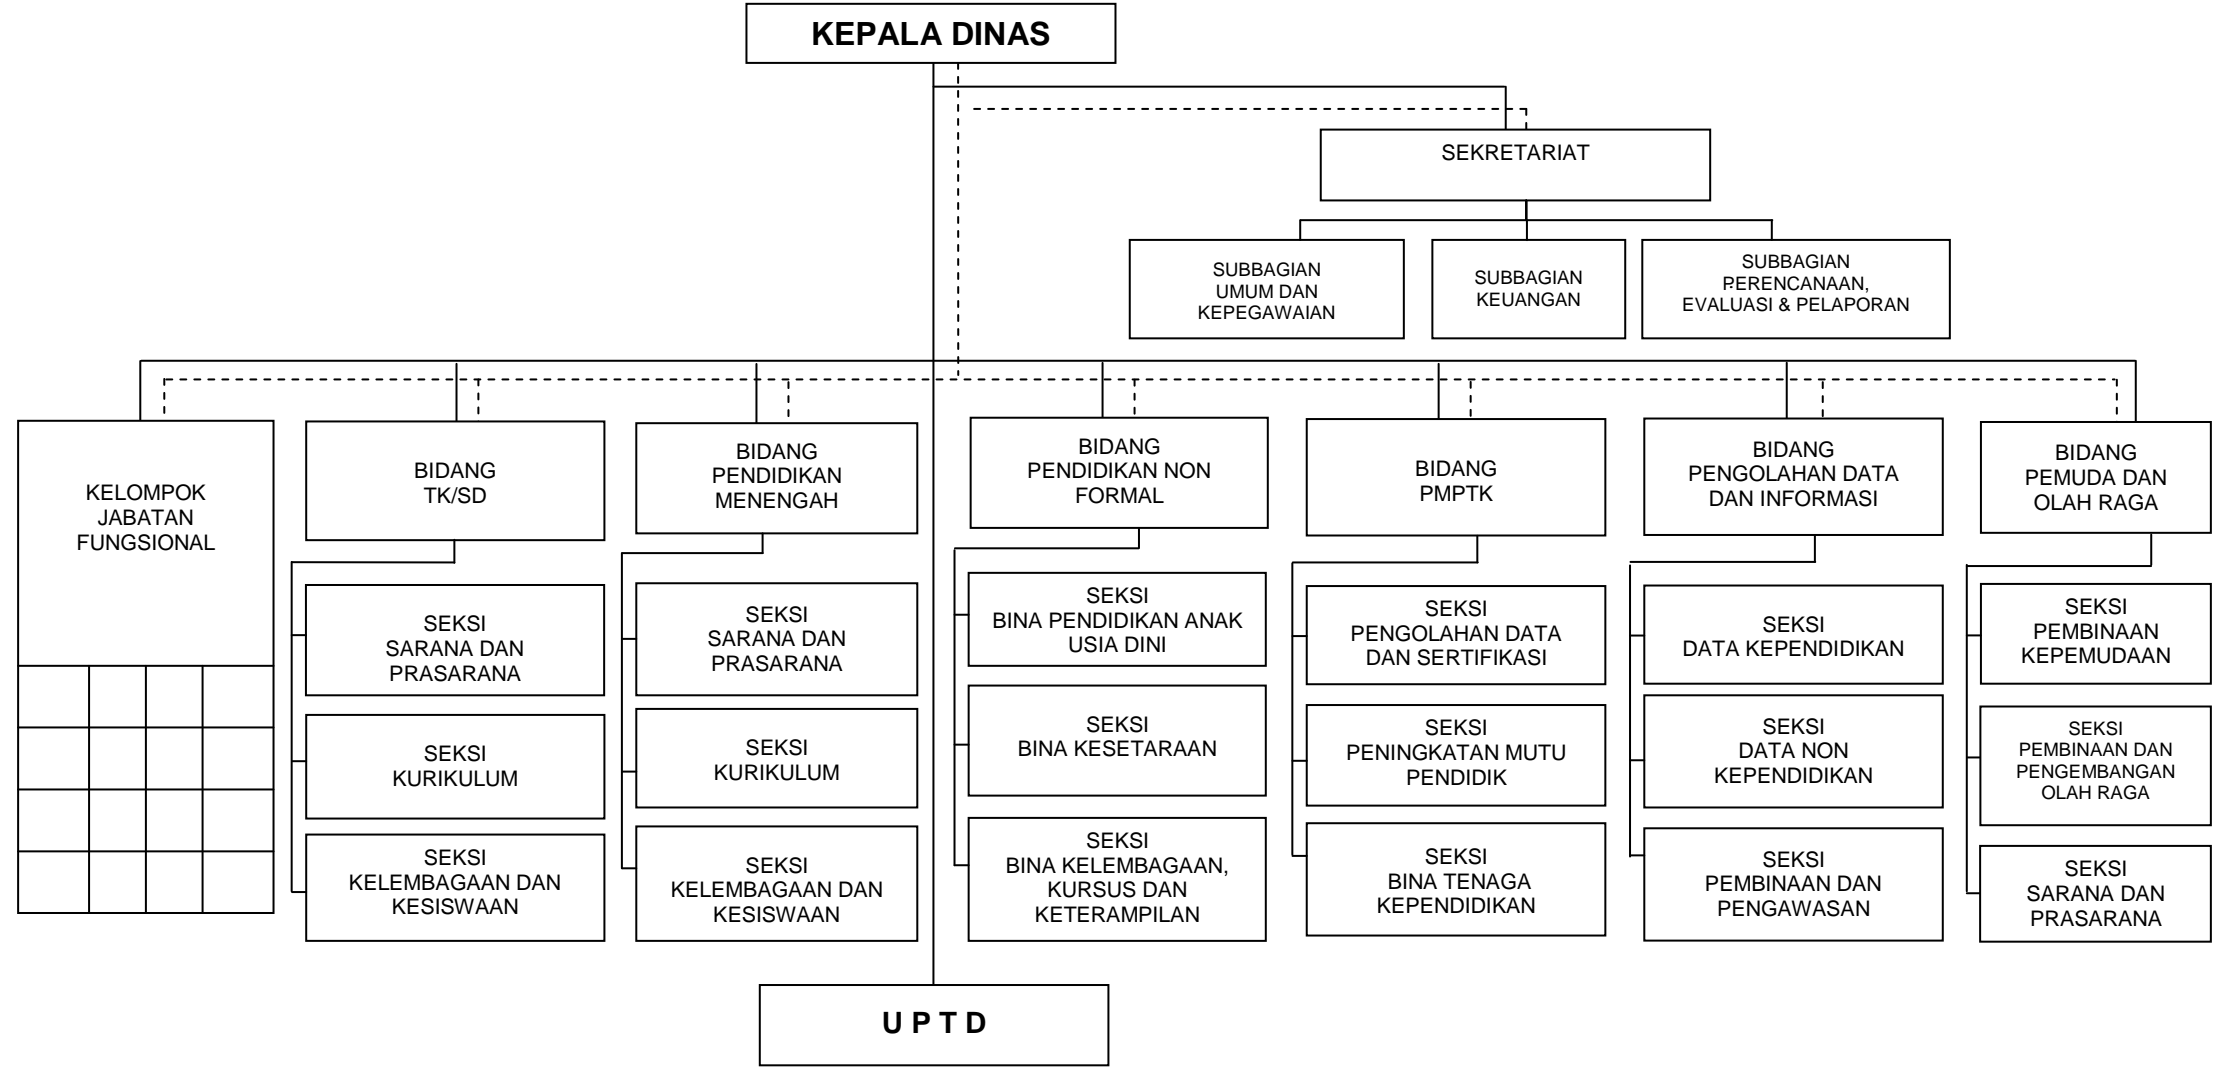 KEPALA DINAS
SEKRETARIAT
SUBBAGIAN
UMUM DAN
KEPEGAWAIAN
SUBBAGIAN
KEUANGAN
SUBBAGIAN
PERENCANAAN,
EVALUASI & PELAPORAN
KELOMPOK
JABATAN
FUNGSIONAL
BIDANG
TK/SD
BIDANG
PENDIDIKAN
MENENGAH
BIDANG
PENDIDIKAN NON
FORMAL
BIDANG
PMPTK
BIDANG
PENGOLAHAN DATA
DAN INFORMASI
BIDANG
PEMUDA DAN
OLAH RAGA
SEKSI
SARANA DAN
PRASARANA
SEKSI
SARANA DAN
PRASARANA
SEKSI
BINA PENDIDIKAN ANAK
USIA DINI
SEKSI
PENGOLAHAN DATA
DAN SERTIFIKASI
SEKSI
DATA KEPENDIDIKAN
SEKSI
PEMBINAAN
KEPEMUDAAN
SEKSI
KURIKULUM
SEKSI
KURIKULUM
SEKSI
BINA KESETARAAN
SEKSI
PENINGKATAN MUTU
PENDIDIK
SEKSI
DATA NON
KEPENDIDIKAN
SEKSI
PEMBINAAN DAN
PENGEMBANGAN
OLAH RAGA
SEKSI
KELEMBAGAAN DAN
KESISWAAN
SEKSI
KELEMBAGAAN DAN
KESISWAAN
SEKSI
BINA KELEMBAGAAN,
KURSUS DAN
KETERAMPILAN
SEKSI
BINA TENAGA
KEPENDIDIKAN
SEKSI
PEMBINAAN DAN
PENGAWASAN
SEKSI
SARANA DAN
PRASARANA
U P T D